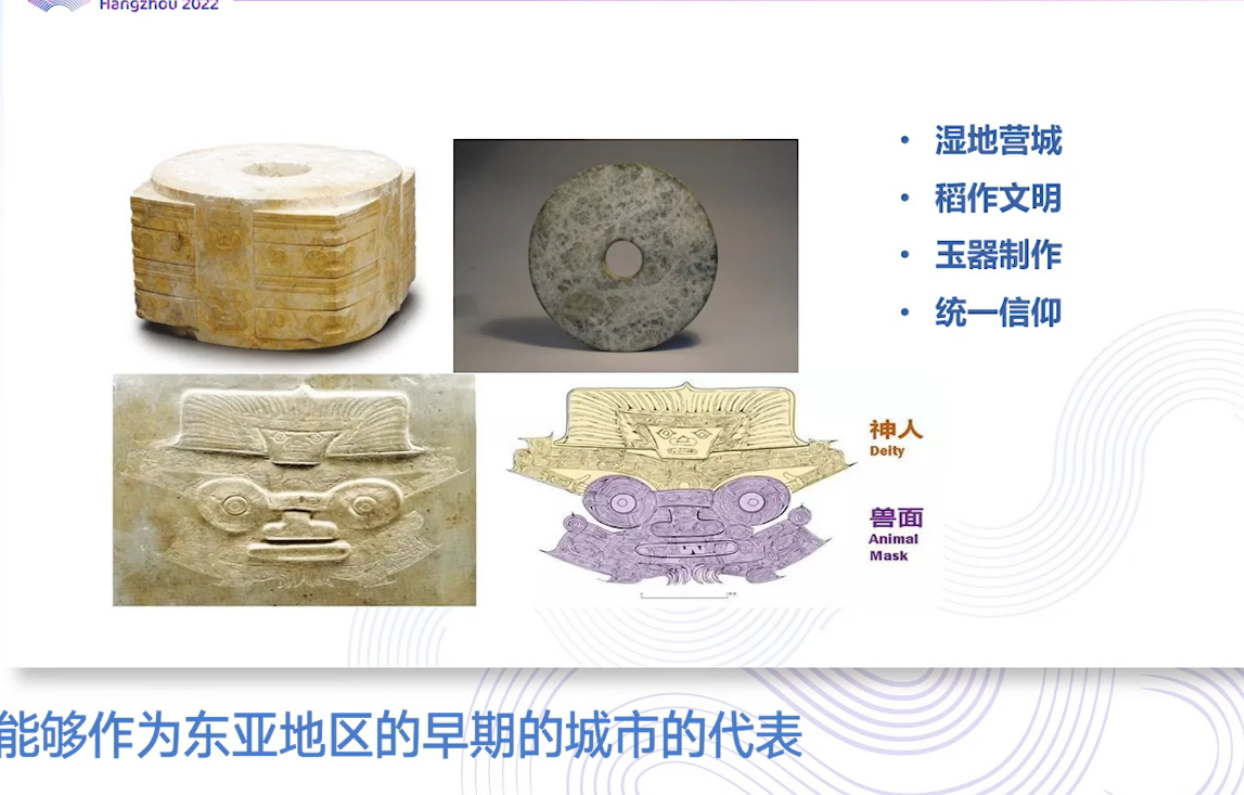 Hangzhou 2022
• 湿地营城
• 稻作文明
• 玉器制作
• 统一信仰
神人
Deity
兽面
Animal
Mask
能够作为东亚地区的早期的城市的代表